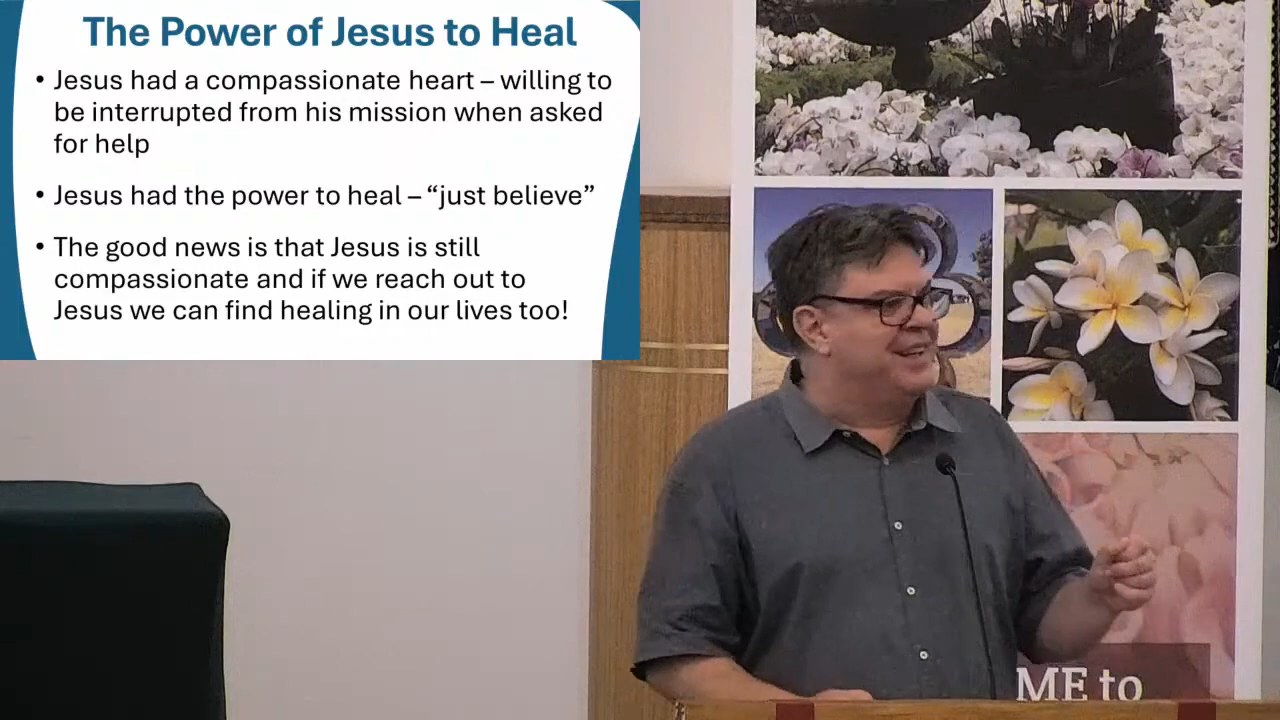 The Power of Jesus to Heal
• Jesus had a compassionate heart – willing to
be interrupted from his mission when asked
for help
• Jesus had the power to heal – “just believe”
• The good news is that Jesus is still
compassionate and if we reach out to
Jesus we can find healing in our lives too!
ME to